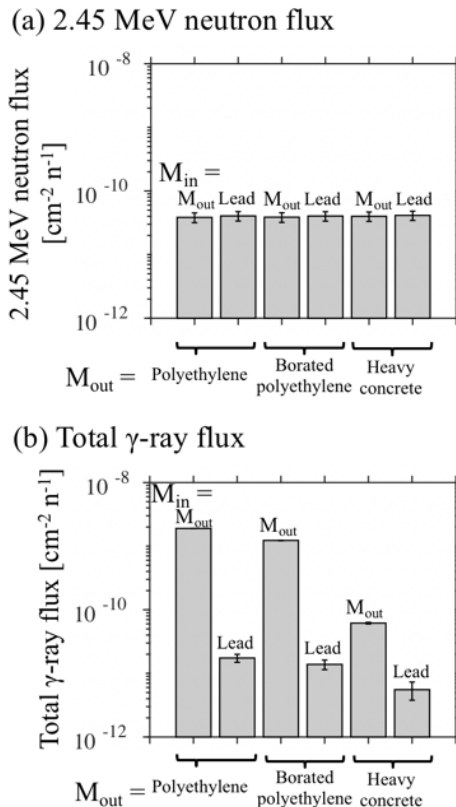 (a) 2.45 MeV neutron flux
2.45 MeV neutron flux
[cm⁻² n⁻¹]
10⁻⁸
10⁻¹⁰
10⁻¹²
M_in =
M_out Lead M_out Lead M_out Lead
M_out = Polyethylene Borated polyethylene Heavy concrete
(b) Total γ-ray flux
Total γ-ray flux [cm⁻² n⁻¹]
10⁻⁸
10⁻¹⁰
10⁻¹²
M_in =
M_out Lead M_out Lead M_out Lead
M_out = Polyethylene Borated polyethylene Heavy concrete